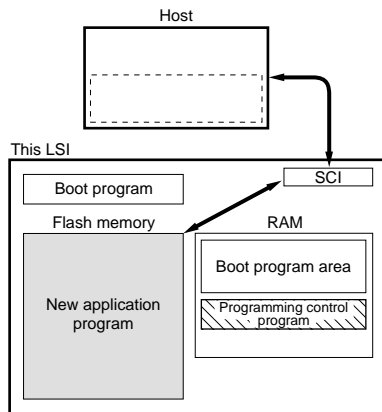 Host
This LSI
SCI
Boot program
Flash memory
RAM
Boot program area
New application
program
Programming control
program